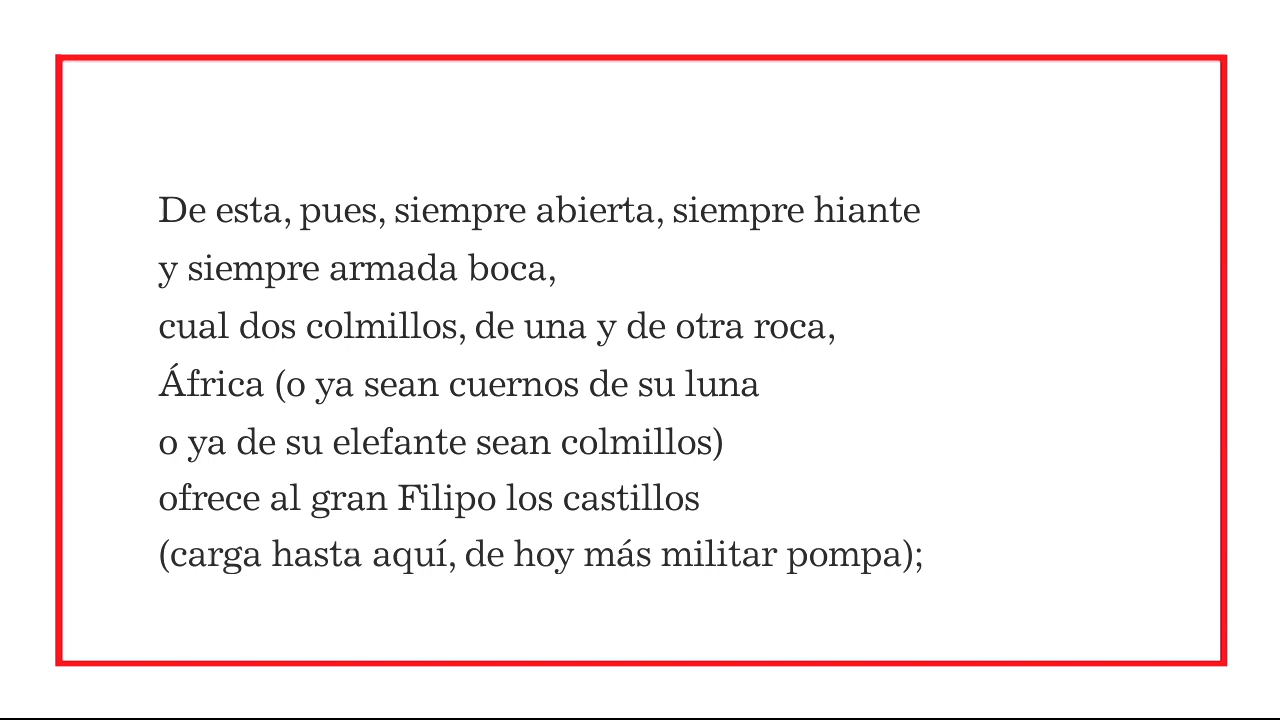 De esta, pues, siempre abierta, siempre hiante
y siempre armada boca,
cual dos colmillos, de una y de otra roca,
África (o ya sean cuernos de su luna
o ya de su elefante sean colmillos)
ofrece al gran Filipo los castillos
(carga hasta aquí, de hoy más militar pompa);